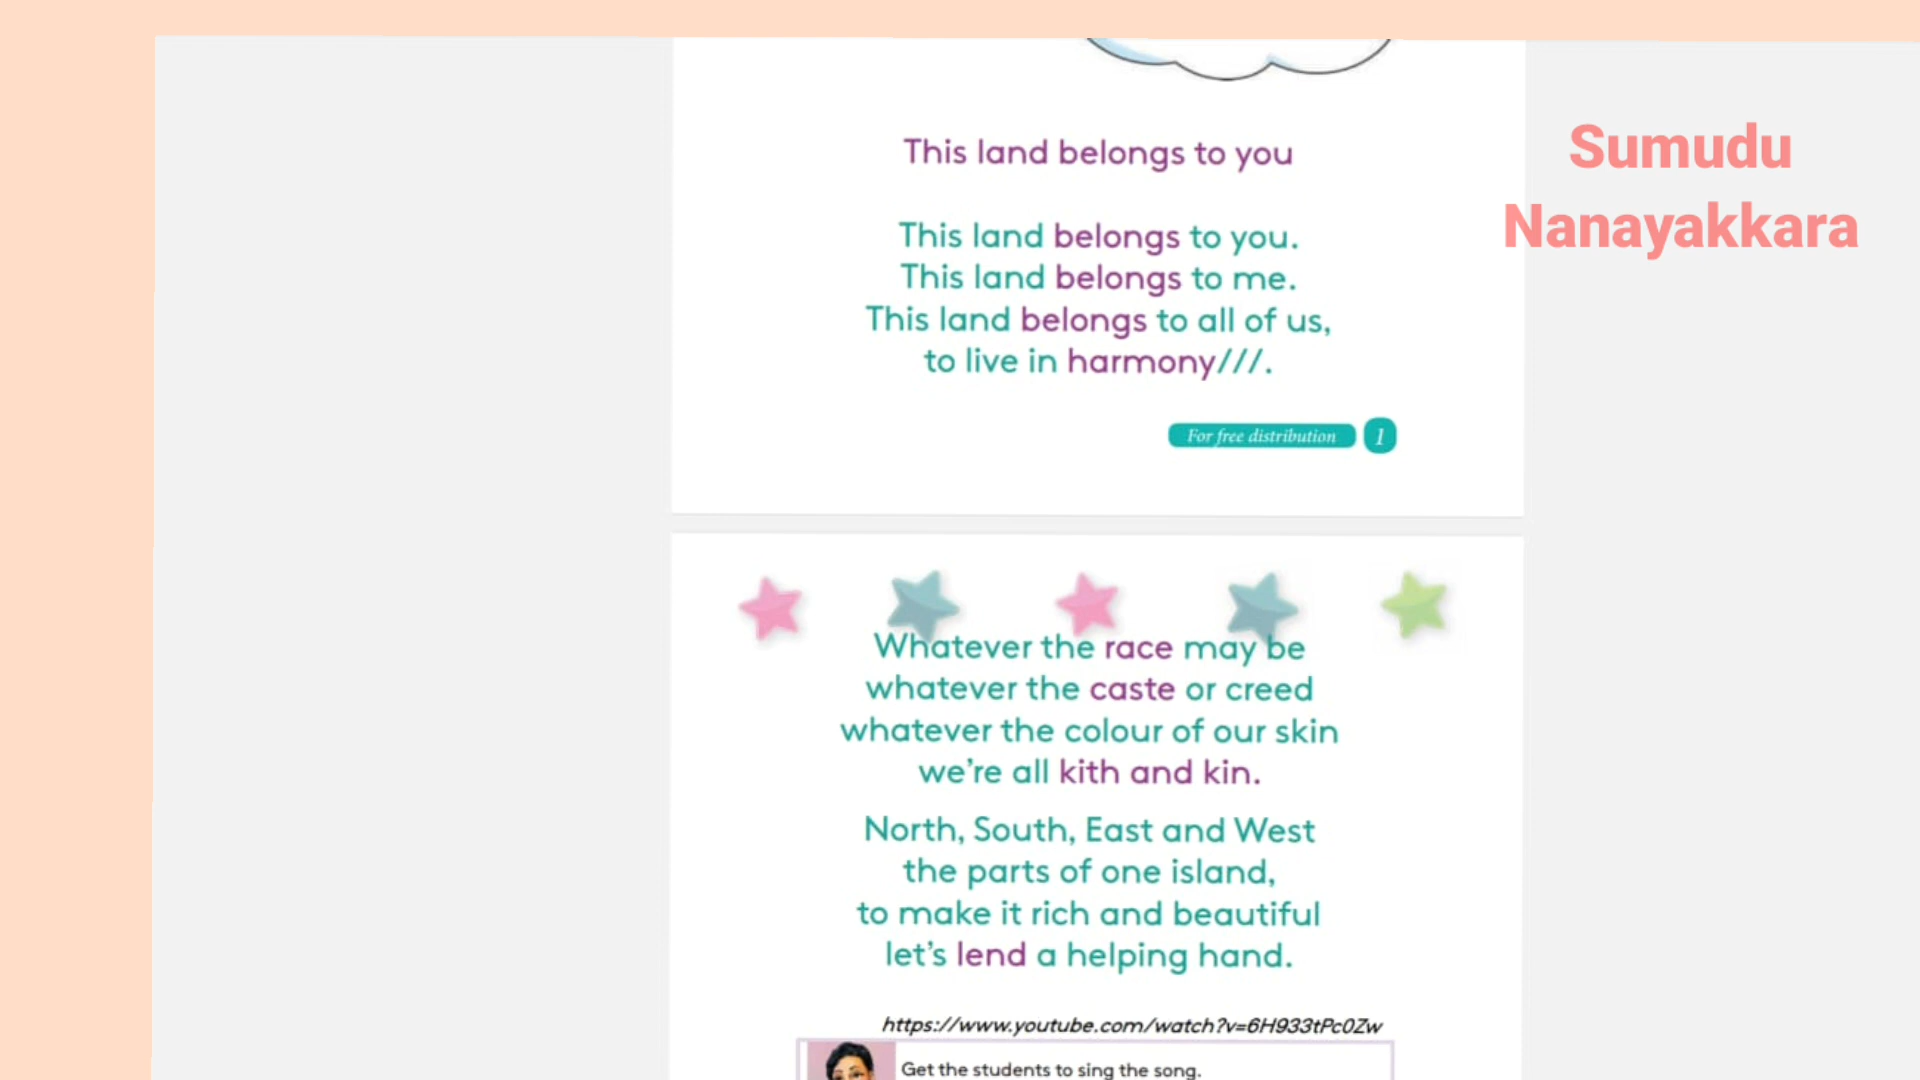 This land belongs to you
Sumudu
Nanayakkara
This land belongs to you.
This land belongs to me.
This land belongs to all of us,
to live in harmony///.
For free distribution 1
Whatever the race may be
whatever the caste or creed
whatever the colour of our skin
we're all kith and kin.
North, South, East and West
the parts of one island,
to make it rich and beautiful
let's lend a helping hand.
https://www.youtube.com/watch?v=6H933tPc0Zw
Get the students to sing the song.